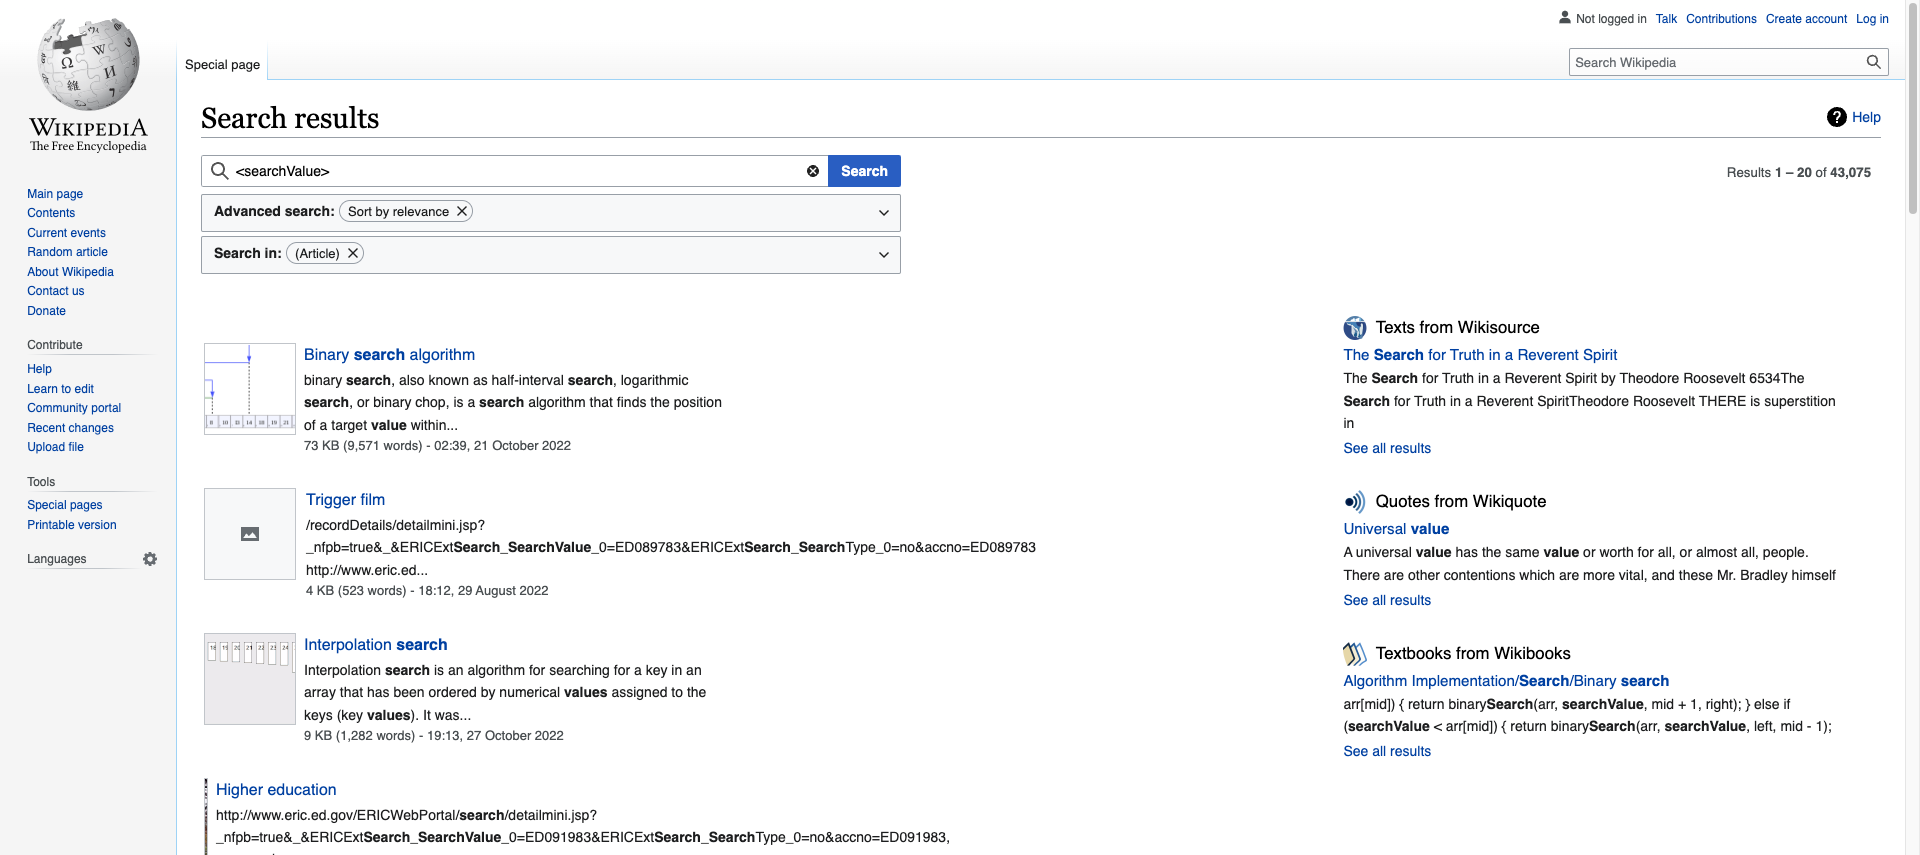 Not logged in Talk Contributions Create account Log in
Special page
Search Wikipedia
WIKIPEDIA
The Free Encyclopedia
Main page
Contents
Current events
Random article
About Wikipedia
Contact us
Donate
Contribute
Help
Learn to edit
Community portal
Recent changes
Upload file
Tools
Special pages
Printable version
Languages
Search results
Help
<searchValue>
Search
Results 1 – 20 of 43,075
Advanced search: Sort by relevance
Search in: (Article)
Binary search algorithm
binary search, also known as half-interval search, logarithmic
search, or binary chop, is a search algorithm that finds the position
of a target value within...
73 KB (9,571 words) - 02:39, 21 October 2022
Trigger film
/recordDetails/detailmini.jsp?
_nfpb=true&_&ERICExtSearch_SearchValue_0=ED089783&ERICExtSearch_SearchType_0=no&accno=ED089783
http://www.eric.ed...
4 KB (523 words) - 18:12, 29 August 2022
Interpolation search
Interpolation search is an algorithm for searching for a key in an
array that has been ordered by numerical values assigned to the
keys (key values). It was...
9 KB (1,282 words) - 19:13, 27 October 2022
Higher education
http://www.eric.ed.gov/ERICWebPortal/search/detailmini.jsp?
_nfpb=true&_&ERICExtSearch_SearchValue_0=ED091983&ERICExtSearch_SearchType_0=no&accno=ED091983,
Texts from Wikisource
The Search for Truth in a Reverent Spirit
The Search for Truth in a Reverent Spirit by Theodore Roosevelt 6534The
Search for Truth in a Reverent SpiritTheodore Roosevelt THERE is superstition
in
See all results
Quotes from Wikiquote
Universal value
A universal value has the same value or worth for all, or almost all, people.
There are other contentions which are more vital, and these Mr. Bradley himself
See all results
Textbooks from Wikibooks
Algorithm Implementation/Search/Binary search
arr[mid]) { return binarySearch(arr, searchValue, mid + 1, right); } else if
(searchValue < arr[mid]) { return binarySearch(arr, searchValue, left, mid - 1);
See all results